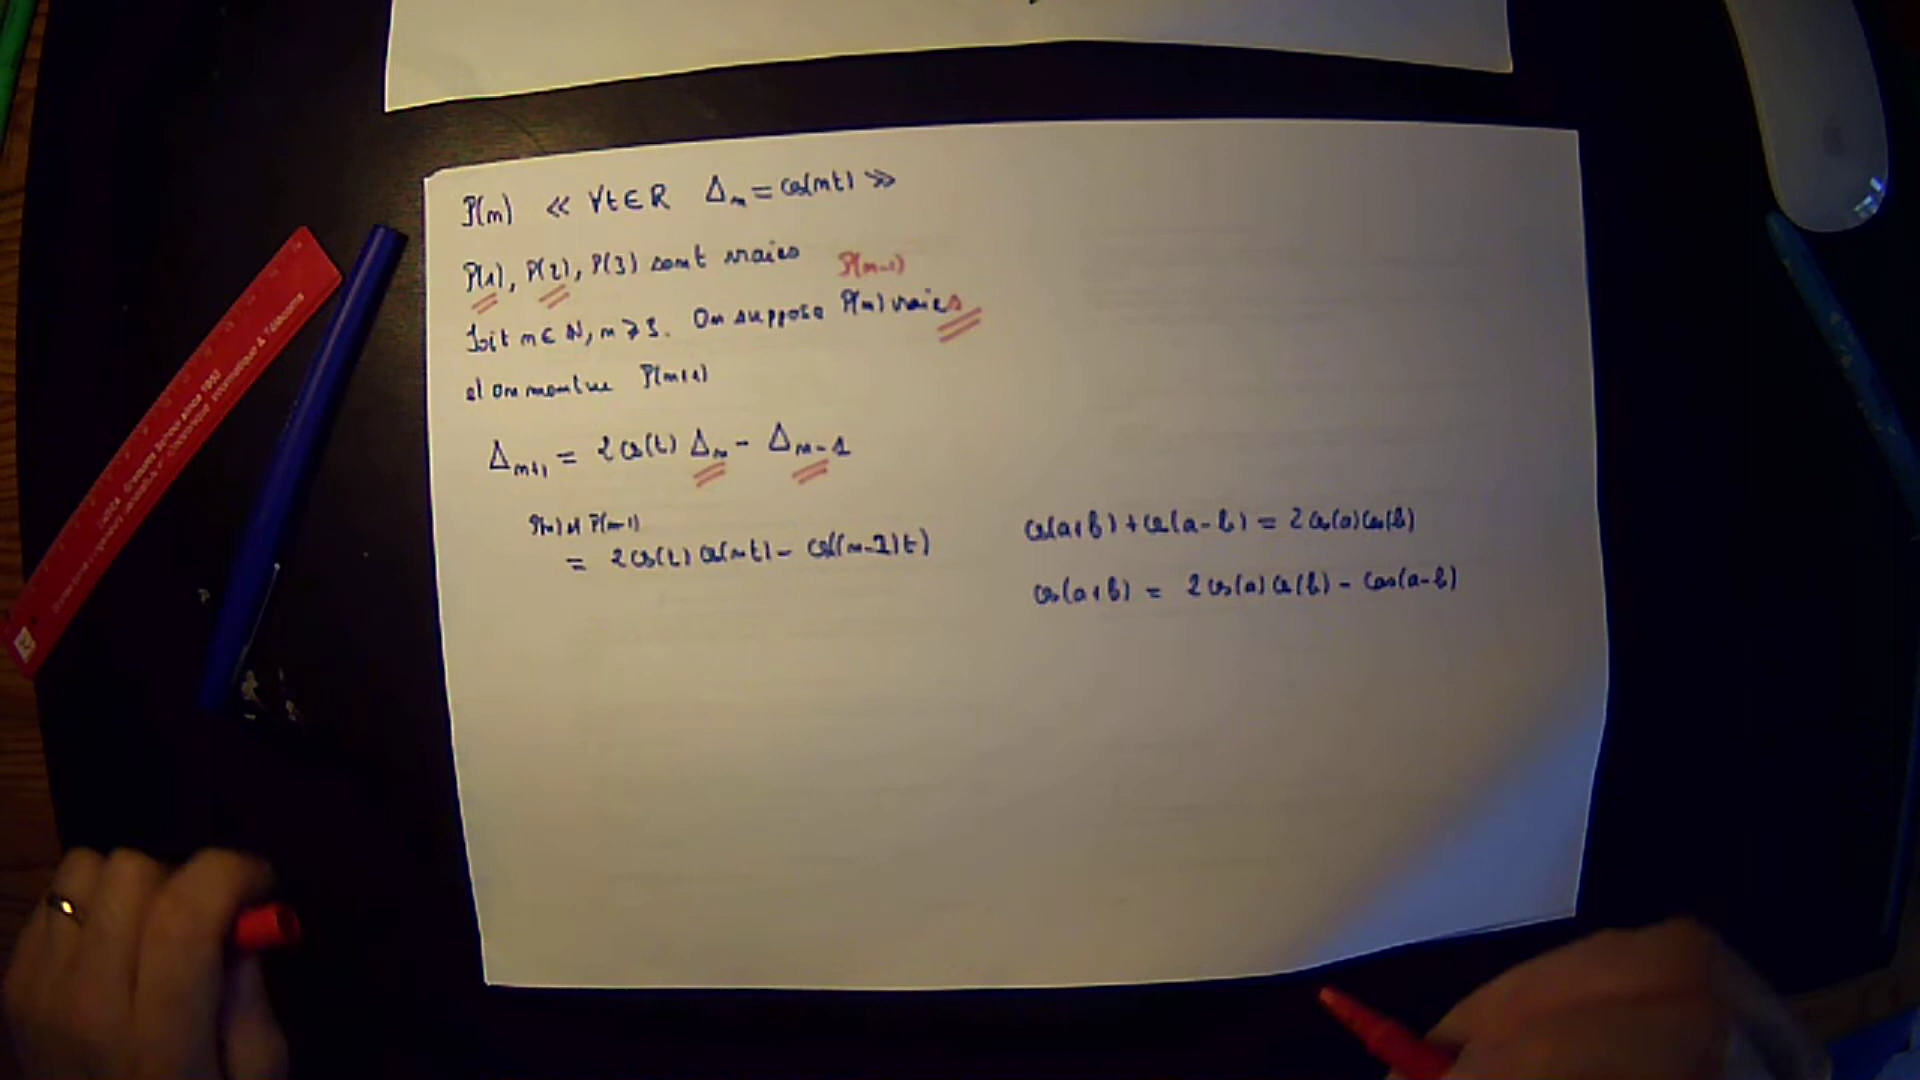 P(n) « ∀t∈R Δₙ = cos(nt) »
P(1), P(2), P(3) sont vraies
P(n-1)
Soit n∈N, n ⩾ 3. On suppose P(n) vraies
et on montre P(n+1)
Δₙ₊₁ = 2cos(t) Δₙ - Δₙ₋₁
P(n) et P(n-1)
= 2cos(t) cos(nt) - cos((n-1)t)
cos(a+b) + cos(a-b) = 2cos(a)cos(b)
cos(a+b) = 2cos(a)cos(b) - cos(a-b)